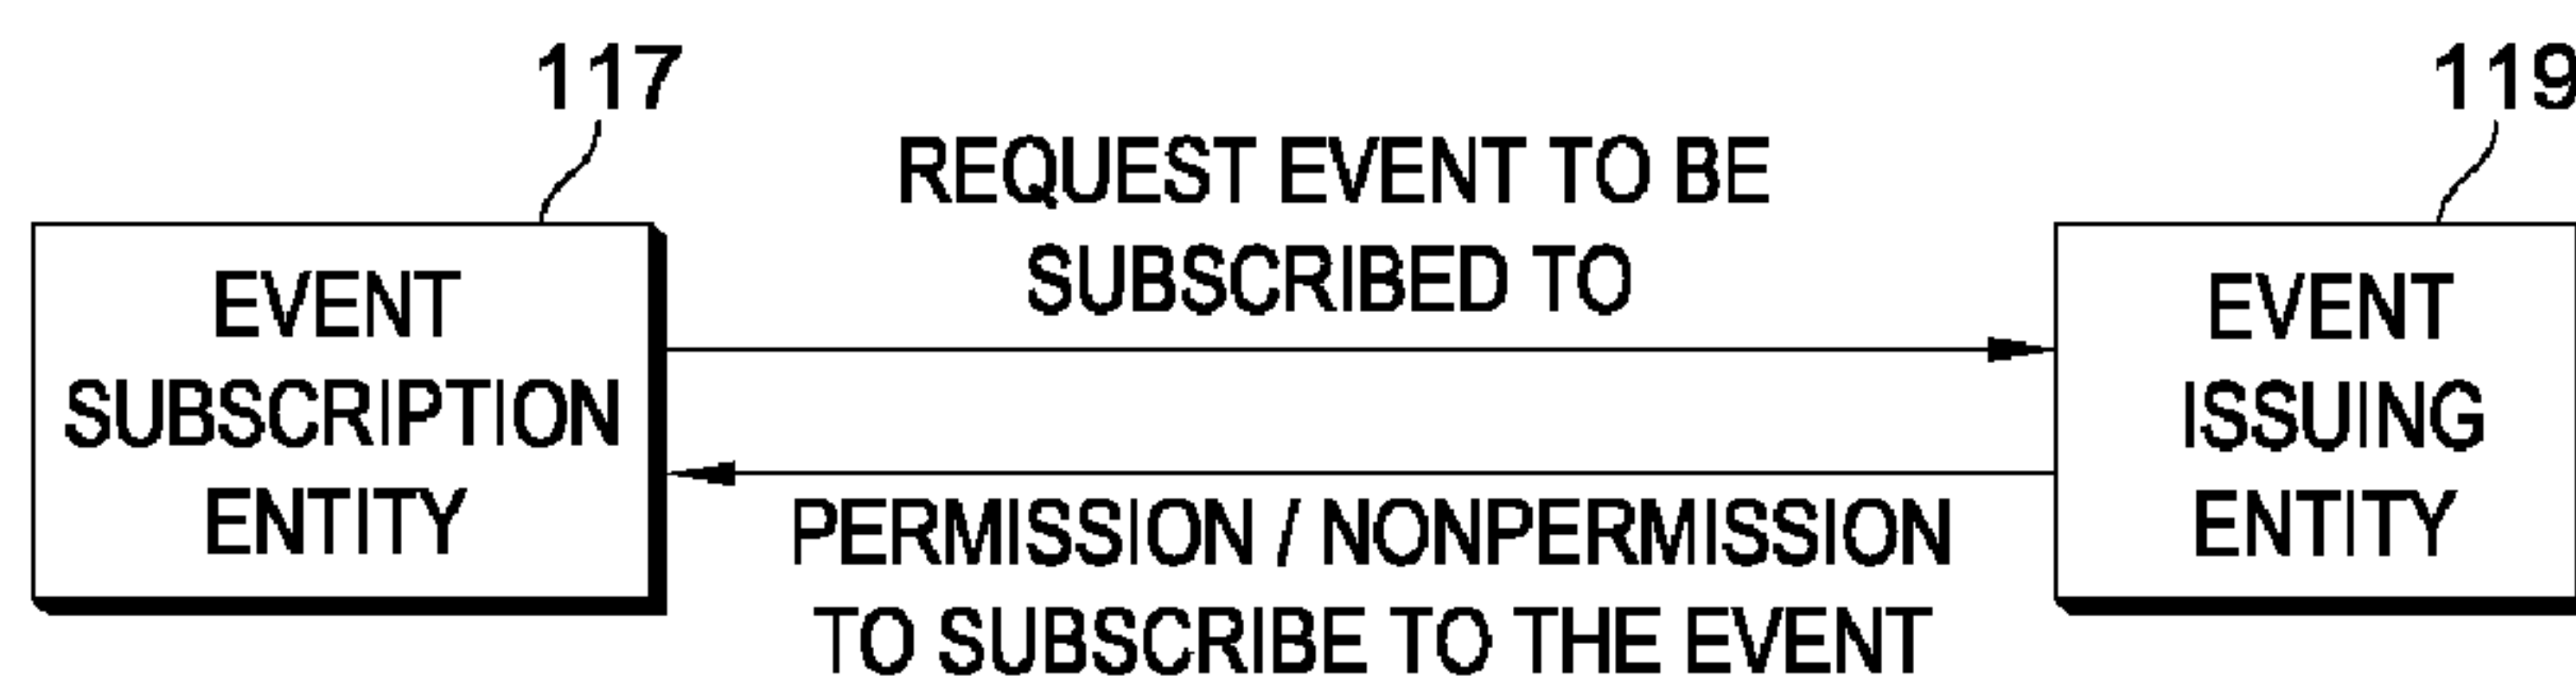 117
119
REQUEST EVENT TO BE
SUBSCRIBED TO
EVENT
SUBSCRIPTION
ENTITY
EVENT
ISSUING
ENTITY
PERMISSION / NONPERMISSION
TO SUBSCRIBE TO THE EVENT